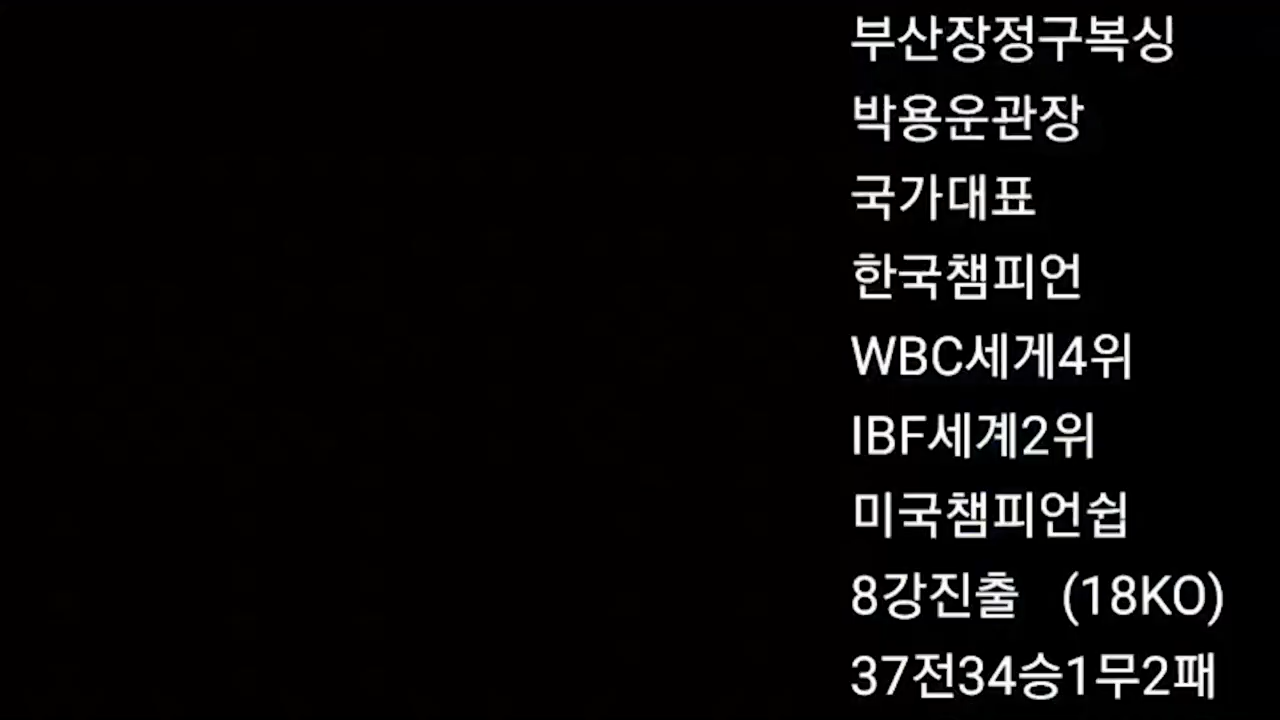 부산장정구복싱
박용운관장
국가대표
한국챔피언
WBC세게4위
IBF세계2위
미국챔피언쉽
8강진출 (18KO)
37전34승1무2패